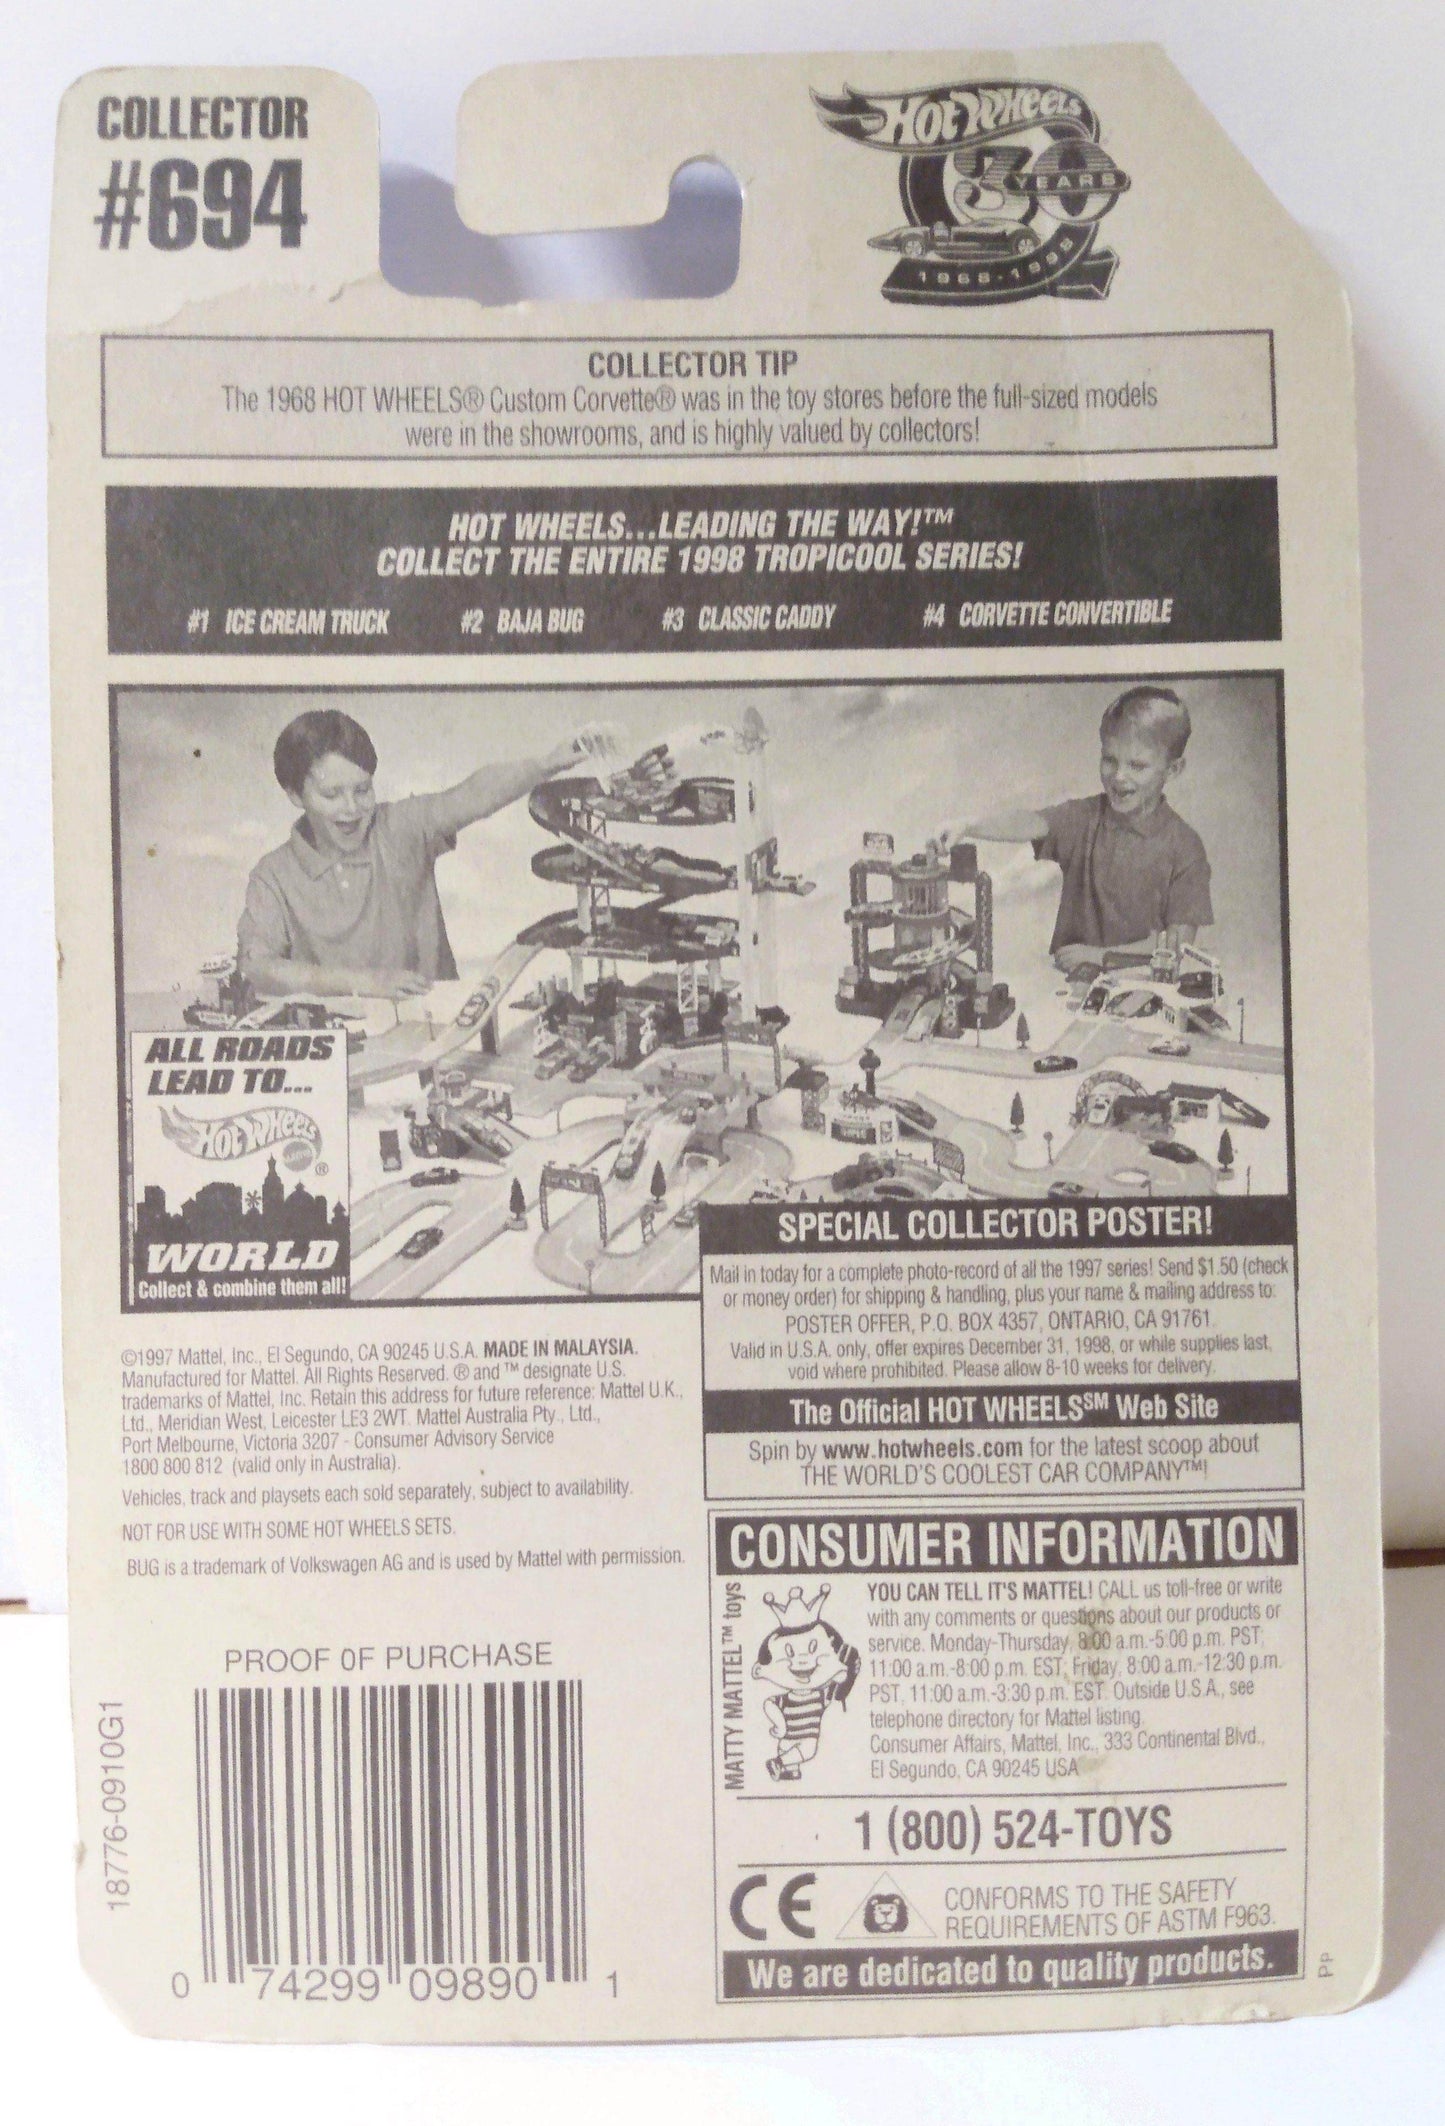 COLLECTOR
#694
HOT WHEELS
30
YEARS
1968-1998
COLLECTOR TIP
The 1968 HOT WHEELS® Custom Corvette® was in the toy stores before the full-sized models
were in the showrooms, and is highly valued by collectors!
HOT WHEELS...LEADING THE WAY!™
COLLECT THE ENTIRE 1998 TROPICOOL SERIES!
#1 ICE CREAM TRUCK #2 BAJA BUG #3 CLASSIC CADDY #4 CORVETTE CONVERTIBLE
ALL ROADS
LEAD TO...
HOT WHEELS
®
WORLD
Collect & combine them all!
SPECIAL COLLECTOR POSTER!
Mail in today for a complete photo-record of all the 1997 series! Send $1.50 (check
or money order) for shipping & handling, plus your name & mailing address to:
POSTER OFFER, P.O. BOX 4357, ONTARIO, CA 91761.
Valid in U.S.A. only, offer expires December 31, 1998, or while supplies last,
void where prohibited. Please allow 8-10 weeks for delivery.
The Official HOT WHEELS℠ Web Site
Spin by www.hotwheels.com for the latest scoop about
THE WORLD'S COOLEST CAR COMPANY™!
©1997 Mattel, Inc., El Segundo, CA 90245 U.S.A. MADE IN MALAYSIA.
Manufactured for Mattel. All Rights Reserved. ® and ™ designate U.S.
trademarks of Mattel, Inc. Retain this address for future reference: Mattel U.K.,
Ltd., Meridian West, Leicester LE3 2WT. Mattel Australia Pty., Ltd.,
Port Melbourne, Victoria 3207 - Consumer Advisory Service
1800 800 812 (valid only in Australia).
Vehicles, track and playsets each sold separately, subject to availability.
NOT FOR USE WITH SOME HOT WHEELS SETS.
BUG is a trademark of Volkswagen AG and is used by Mattel with permission.
CONSUMER INFORMATION
MATTY MATTEL™ toys
YOU CAN TELL IT'S MATTEL! CALL us toll-free or write
with any comments or questions about our products or
service. Monday-Thursday, 8:00 a.m.-5:00 p.m. PST,
11:00 a.m.-8:00 p.m. EST; Friday, 8:00 a.m.-12:30 p.m.
PST, 11:00 a.m.-3:30 p.m. EST. Outside U.S.A., see
telephone directory for Mattel listing.
Consumer Affairs, Mattel, Inc., 333 Continental Blvd.,
El Segundo, CA 90245 USA
1 (800) 524-TOYS
CE
CONFORMS TO THE SAFETY
REQUIREMENTS OF ASTM F963.
We are dedicated to quality products.
PP
PROOF OF PURCHASE
18776-0910G1
0 74299 09890 1